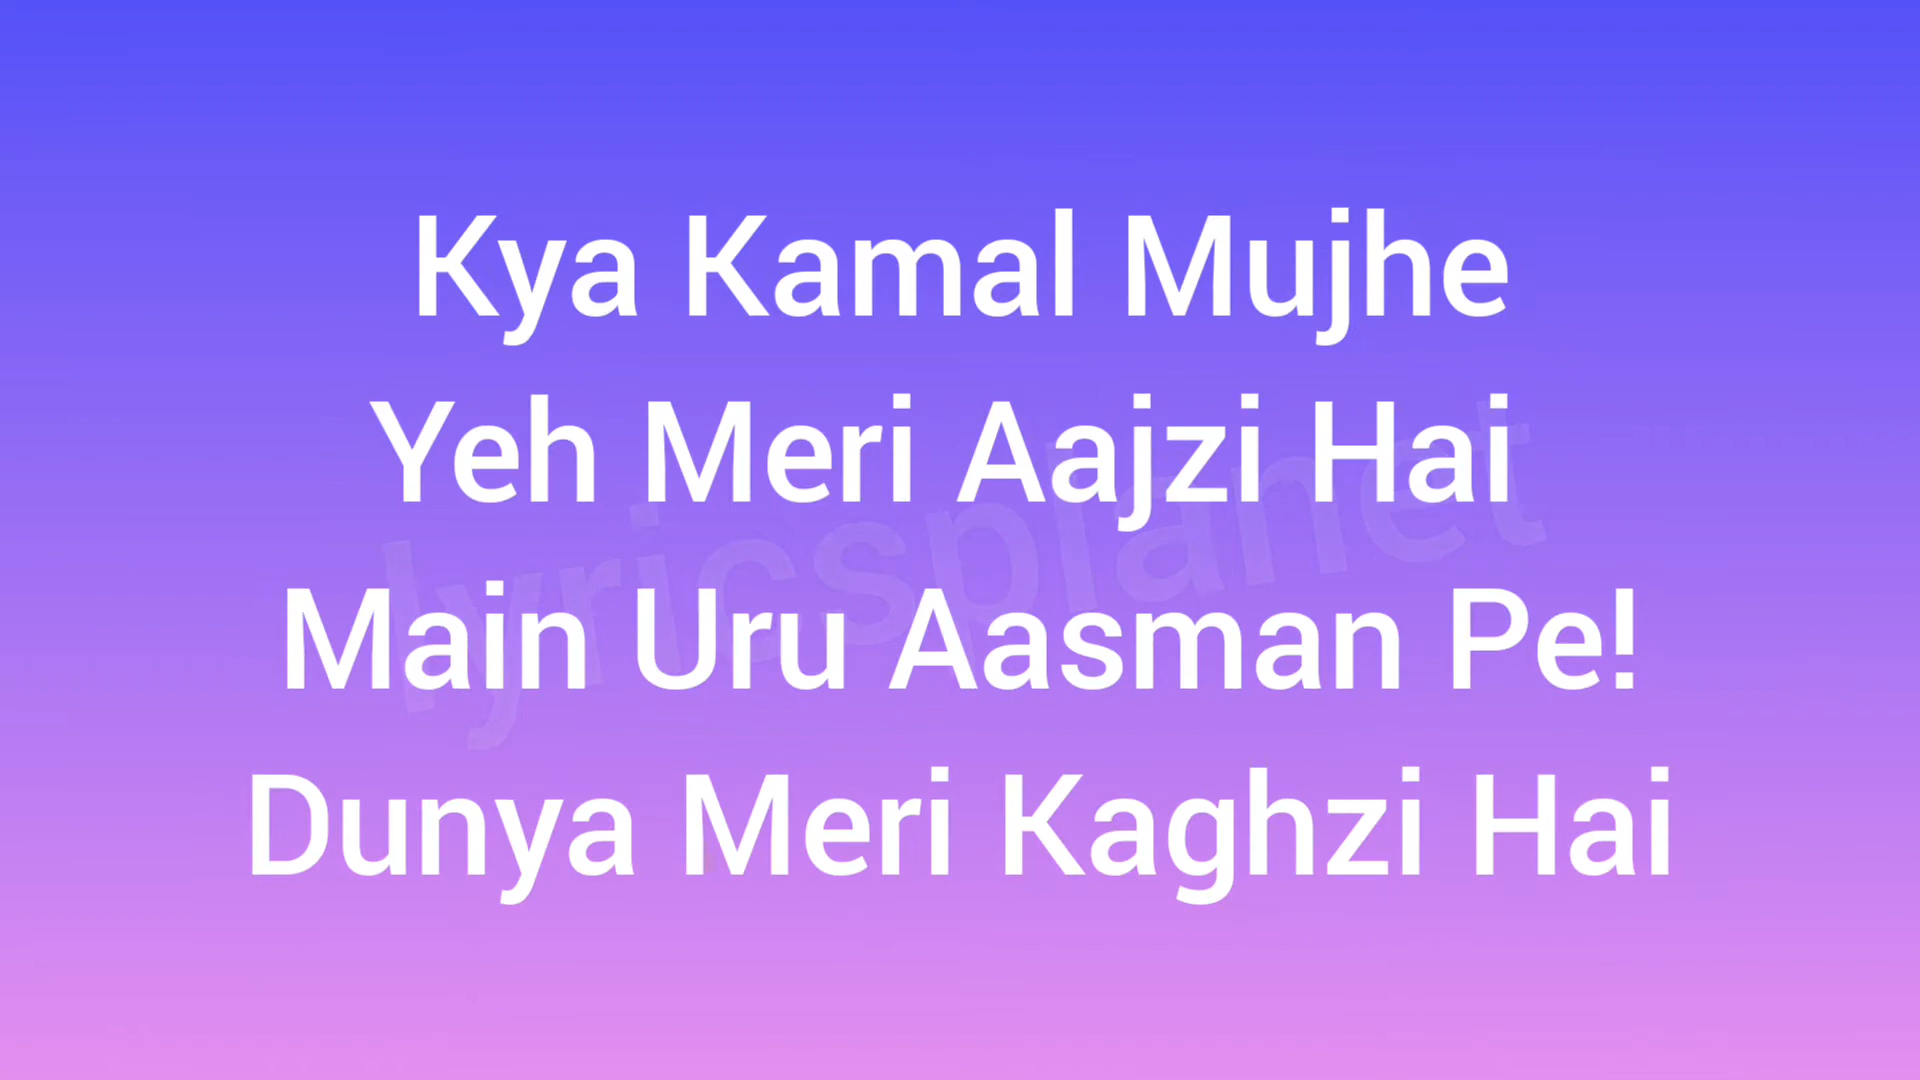 Kya Kamal Mujhe
Yeh Meri Aajzi Hai
lyricsplanet
Main Uru Aasman Pe!
Dunya Meri Kaghzi Hai